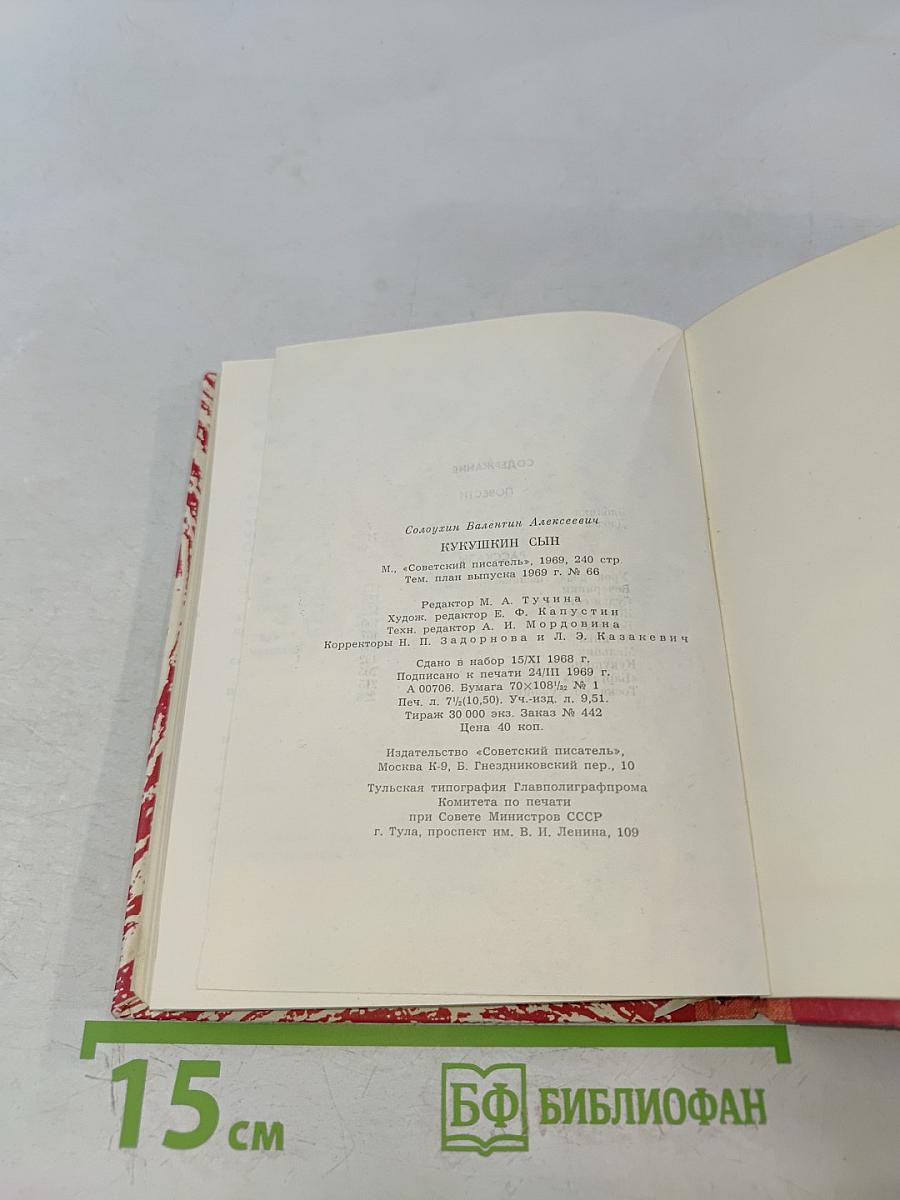 Солоухин Валентин Алексеевич
КУКУШКИН СЫН
М., «Советский писатель», 1969, 240 стр.
Тем. план выпуска 1969 г. № 66
Редактор М. А. Тучина
Худож. редактор Е. Ф. Капустин
Техн. редактор А. И. Мордовина
Корректоры Н. П. Задорнова и Л. Э. Казакевич
Сдано в набор 15/XI 1968 г.
Подписано к печати 24/III 1969 г.
А 00706. Бумага 70×108¹/₃₂ № 1
Печ. л. 7¹/₂(10,50). Уч.-изд. л. 9,51.
Тираж 30 000 экз. Заказ № 442
Цена 40 коп.
Издательство «Советский писатель»,
Москва К-9, Б. Гнездниковский пер., 10
Тульская типография Главполиграфпрома
Комитета по печати
при Совете Министров СССР
г. Тула, проспект им. В. И. Ленина, 109
15 см
БФ БИБЛИОФАН